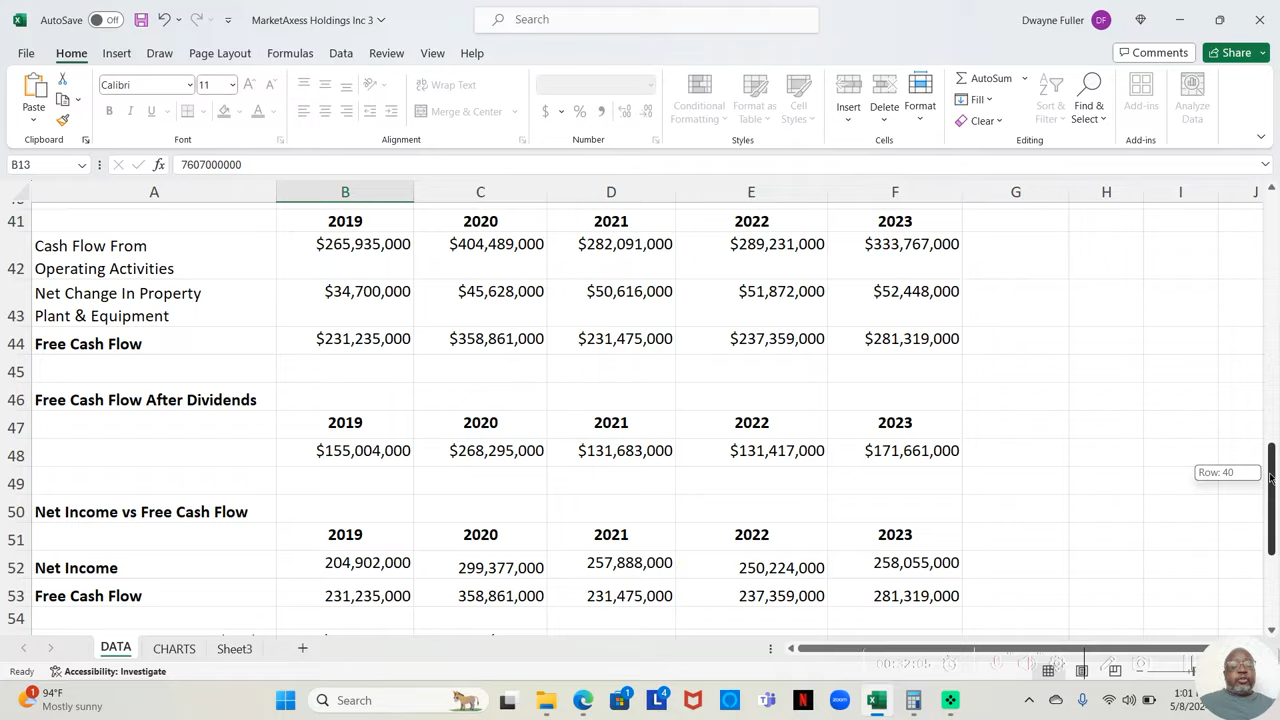 AutoSave Off MarketAxess Holdings Inc 3 Search Dwayne Fuller DF
File Home Insert Draw Page Layout Formulas Data Review View Help Comments Share
Paste Calibri 11 Wrap Text Merge & Center Conditional Formatting Format as Table Cell Styles Insert Delete Format AutoSum Fill Clear Sort & Filter Find & Select Add-ins Analyze Data
Clipboard Font Alignment Number Styles Cells Editing Add-ins
B13 fx 7607000000
A B C D E F G H I J
41 2019 2020 2021 2022 2023
42 Cash Flow From Operating Activities $265,935,000 $404,489,000 $282,091,000 $289,231,000 $333,767,000
43 Net Change In Property Plant & Equipment $34,700,000 $45,628,000 $50,616,000 $51,872,000 $52,448,000
44 Free Cash Flow $231,235,000 $358,861,000 $231,475,000 $237,359,000 $281,319,000
45
46 Free Cash Flow After Dividends
47 2019 2020 2021 2022 2023
48 $155,004,000 $268,295,000 $131,683,000 $131,417,000 $171,661,000
Row: 40
49
50 Net Income vs Free Cash Flow
51 2019 2020 2021 2022 2023
52 Net Income 204,902,000 299,377,000 257,888,000 250,224,000 258,055,000
53 Free Cash Flow 231,235,000 358,861,000 231,475,000 237,359,000 281,319,000
54
DATA CHARTS Sheet3
Ready Accessibility: Investigate 00:32:05
94°F Mostly sunny Search 1 4 zoom 1:01